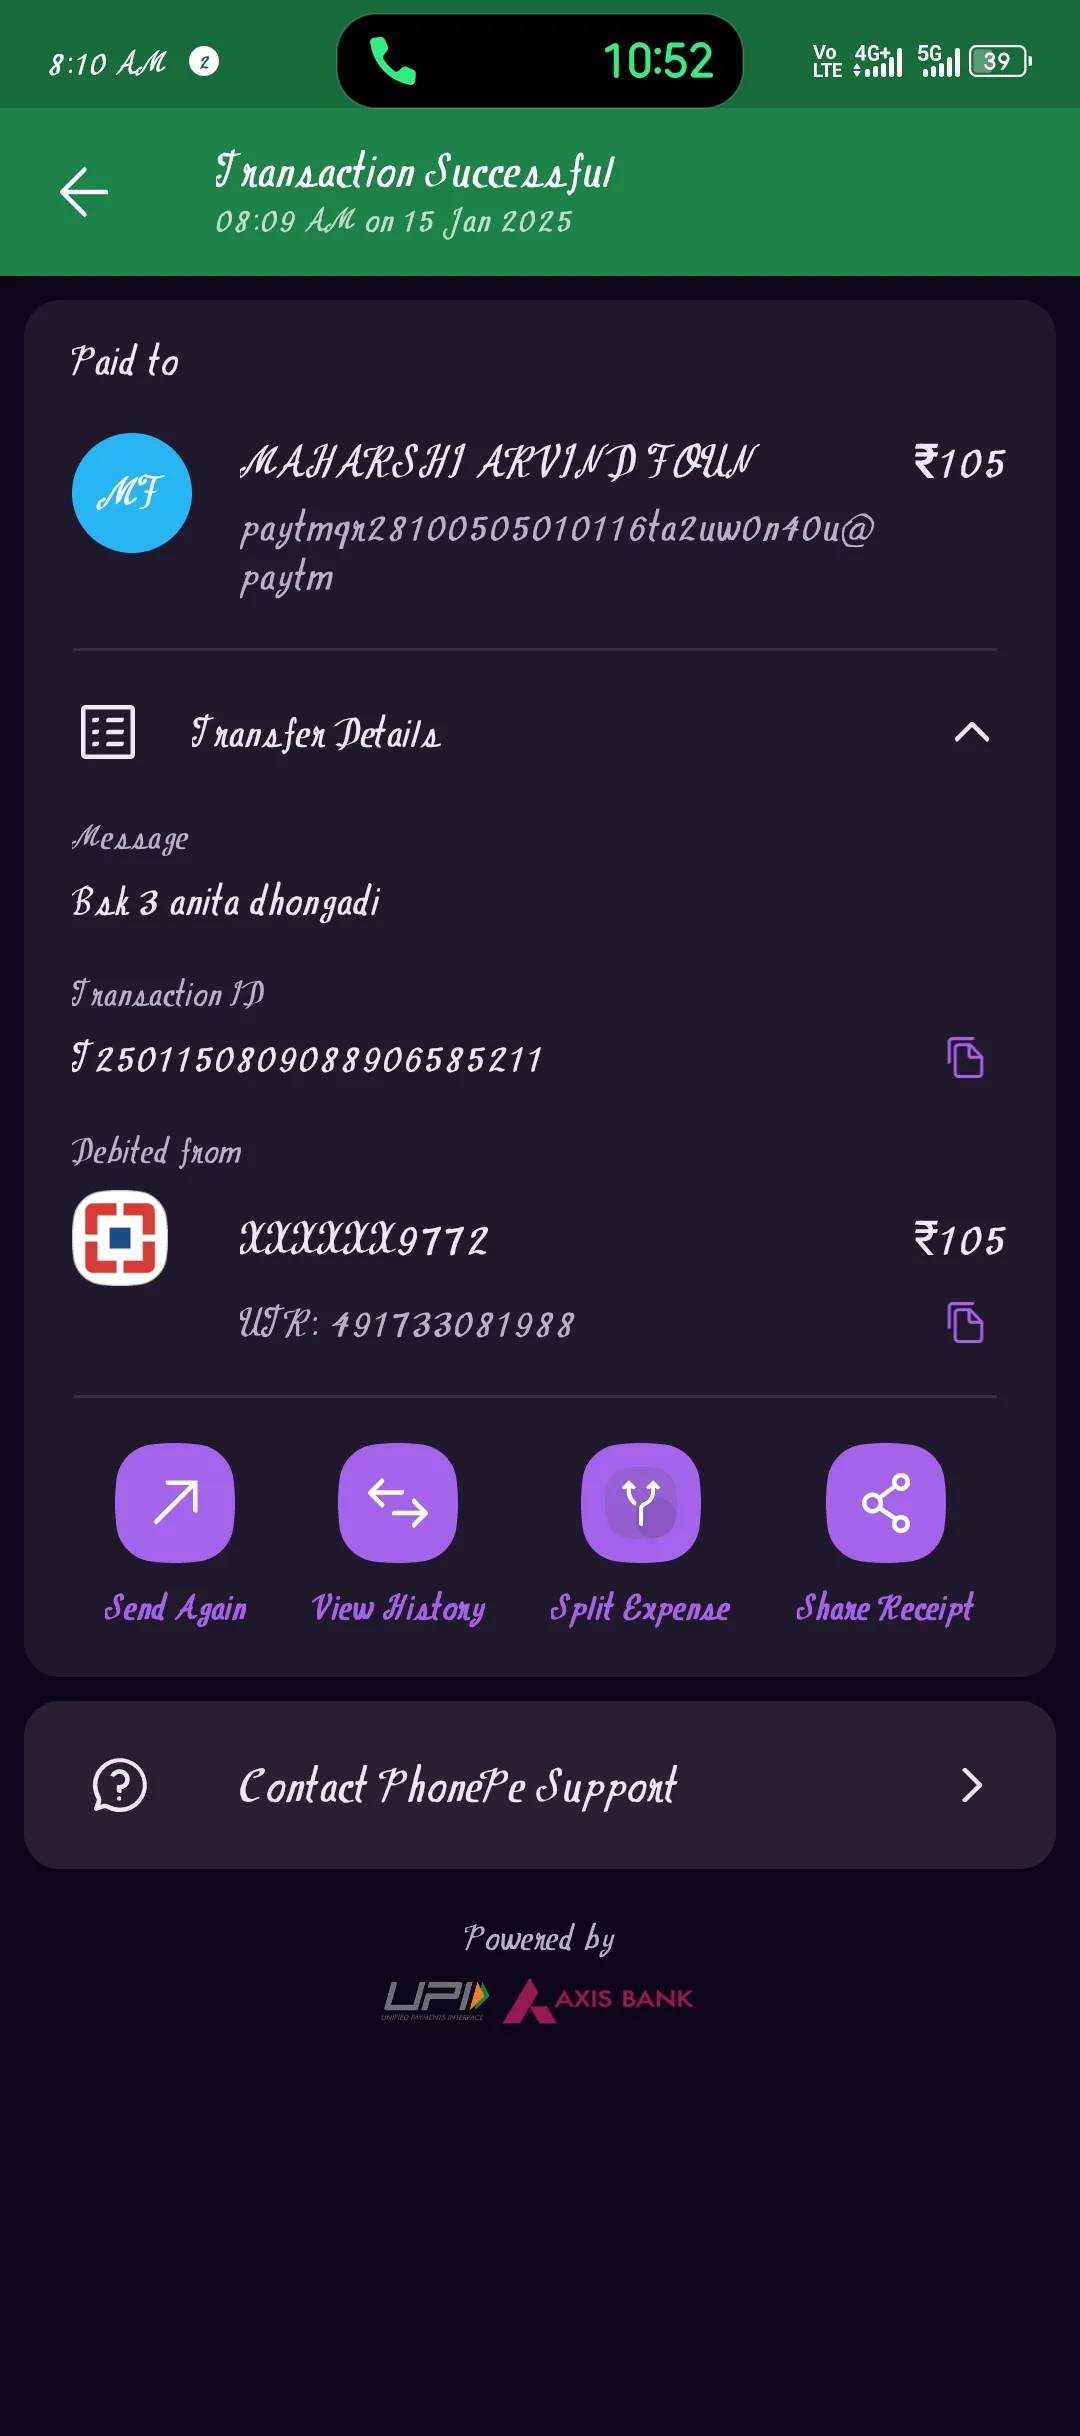 8:10 AM 2 10:52 Vo LTE 4G+ 5G 39
Transaction Successful
08:09 AM on 15 Jan 2025
Paid to
MF MAHARSHI ARVIND FOUN ₹105
paytmqr28100505010116ta2uw0n40u@
paytm
Transfer Details
Message
Bsk 3 anita dhongadi
Transaction ID
T2501150809088906585211
Debited from
XXXXXX9772 ₹105
UTR: 491733081988
Send Again View History Split Expense Share Receipt
Contact PhonePe Support
Powered by
UPI AXIS BANK
UNIFIED PAYMENTS INTERFACE